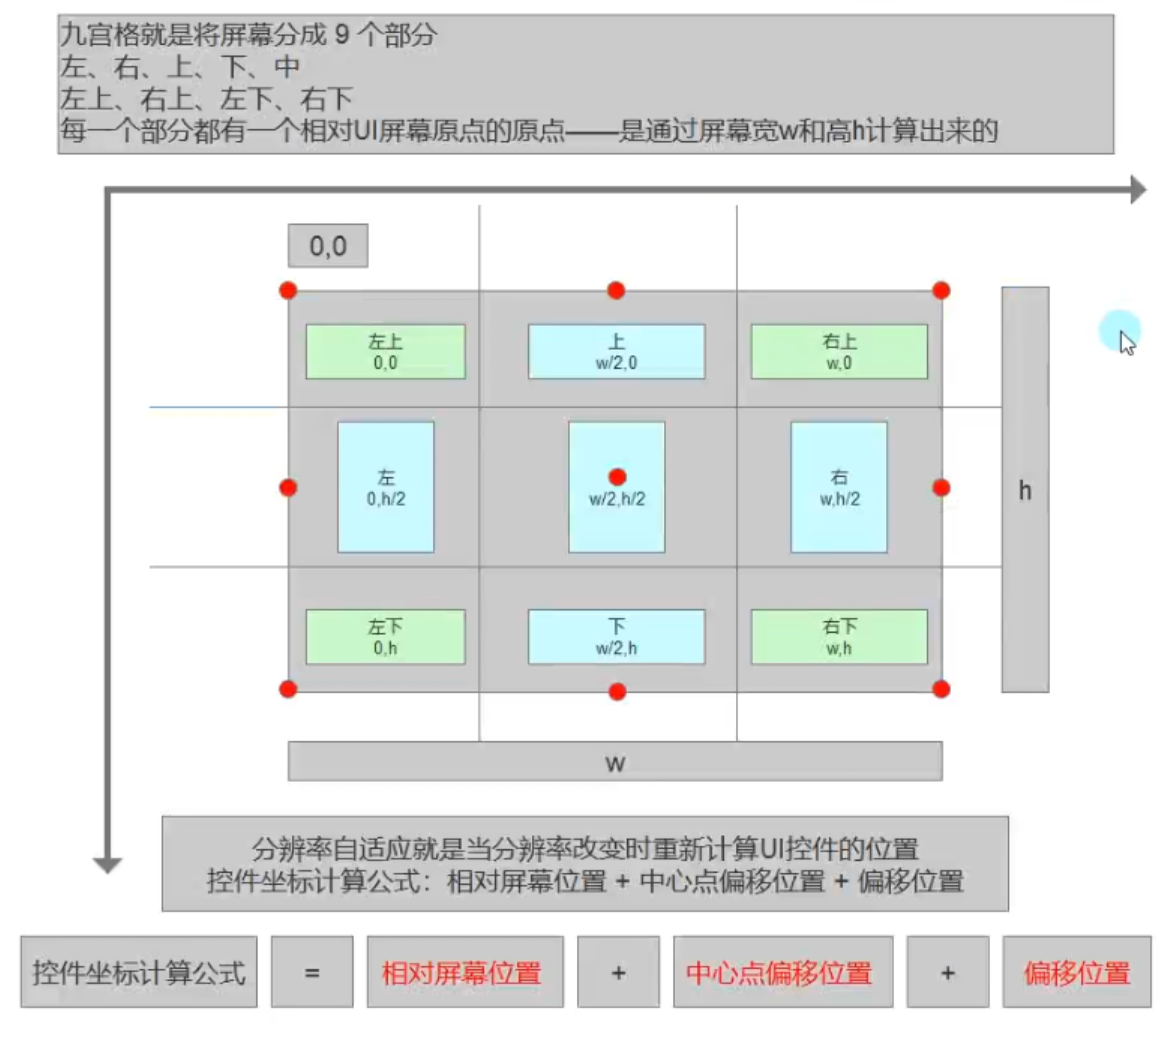 九宫格就是将屏幕分成 9 个部分
左、右、上、下、中
左上、右上、左下、右下
每一个部分都有一个相对UI屏幕原点的原点——是通过屏幕宽w和高h计算出来的
0,0
左上
0,0
上
w/2,0
右上
w,0
左
0,h/2
w/2,h/2
右
w,h/2
h
左下
0,h
下
w/2,h
右下
w,h
w
分辨率自适应就是当分辨率改变时重新计算UI控件的位置
控件坐标计算公式：相对屏幕位置 + 中心点偏移位置 + 偏移位置
控件坐标计算公式 = 相对屏幕位置 + 中心点偏移位置 + 偏移位置